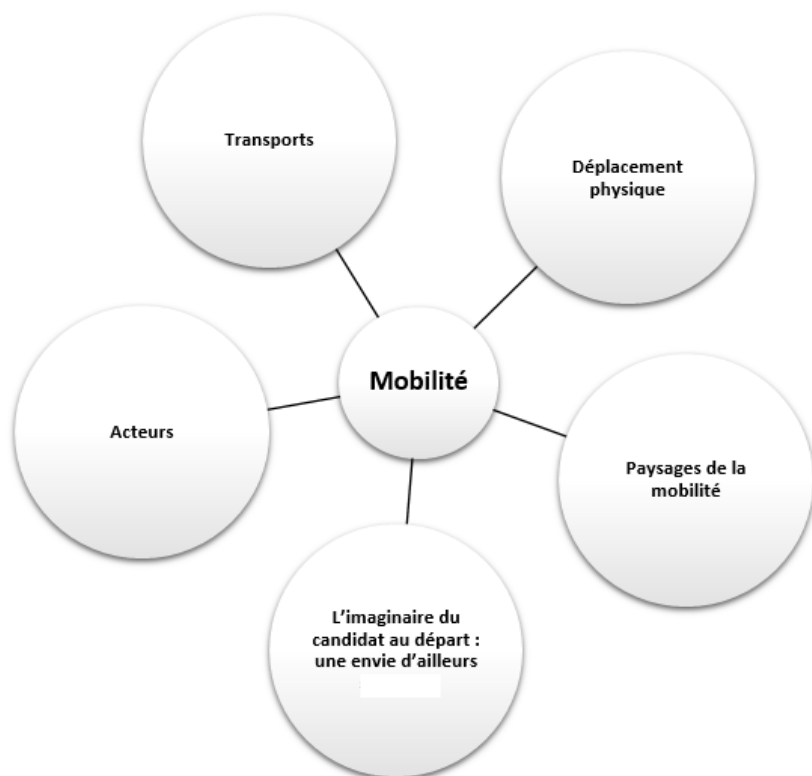 Transports
Déplacement
physique
Mobilité
Acteurs
Paysages de la
mobilité
L'imaginaire du
candidat au départ :
une envie d'ailleurs